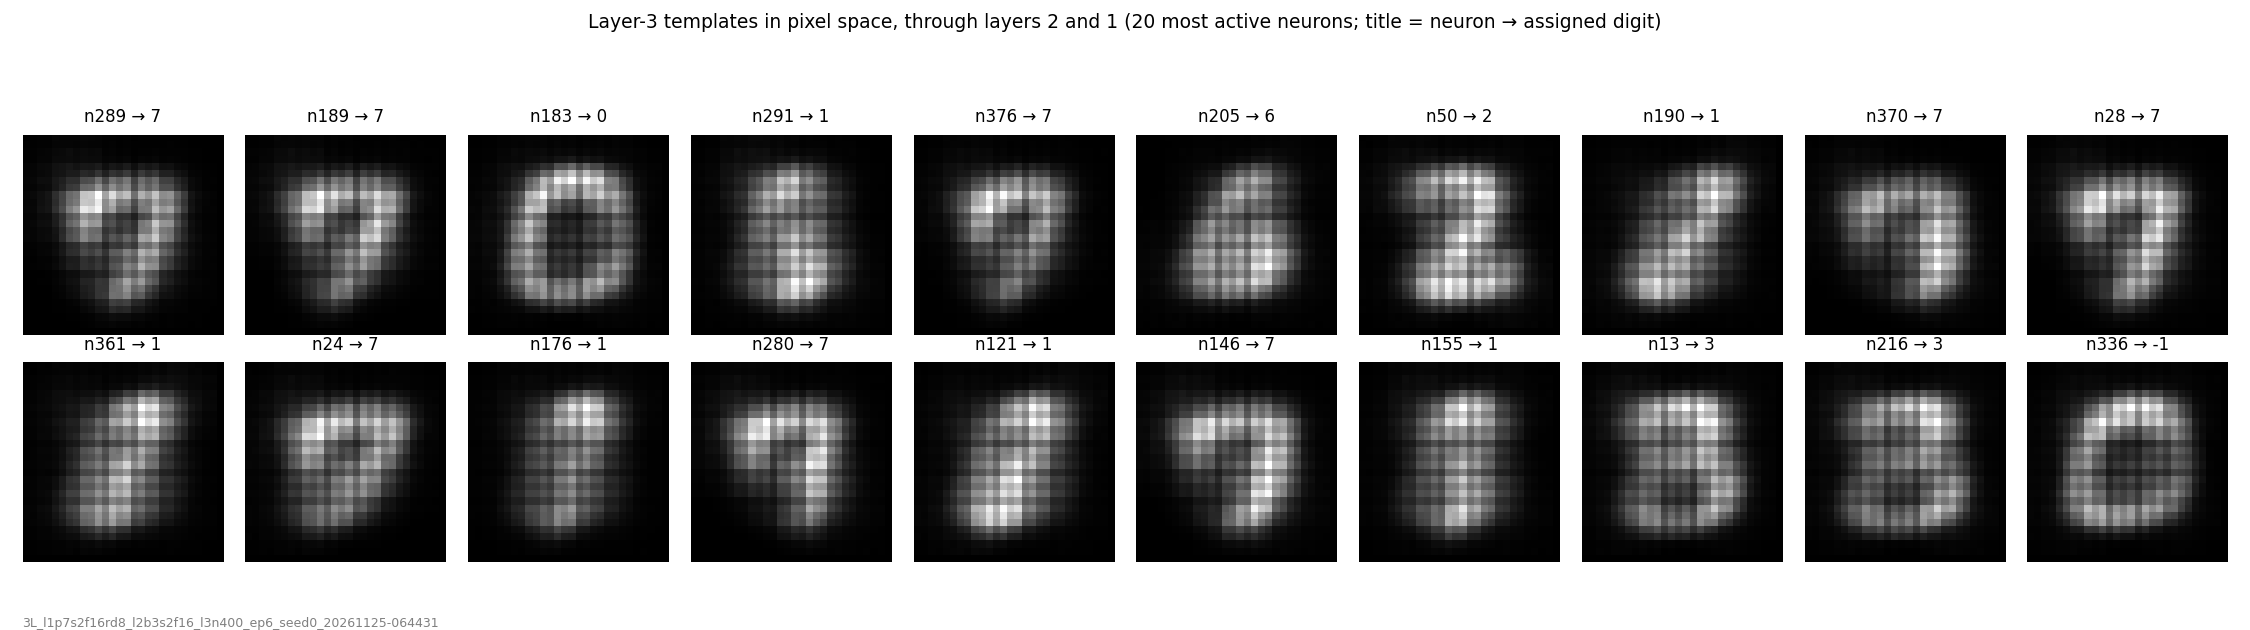 Layer-3 templates in pixel space, through layers 2 and 1 (20 most active neurons; title = neuron → assigned digit)
n289 → 7 n189 → 7 n183 → 0 n291 → 1 n376 → 7 n205 → 6 n50 → 2 n190 → 1 n370 → 7 n28 → 7
n361 → 1 n24 → 7 n176 → 1 n280 → 7 n121 → 1 n146 → 7 n155 → 1 n13 → 3 n216 → 3 n336 → -1
3L_l1p7s2f16rd8_l2b3s2f16_l3n400_ep6_seed0_20261125-064431